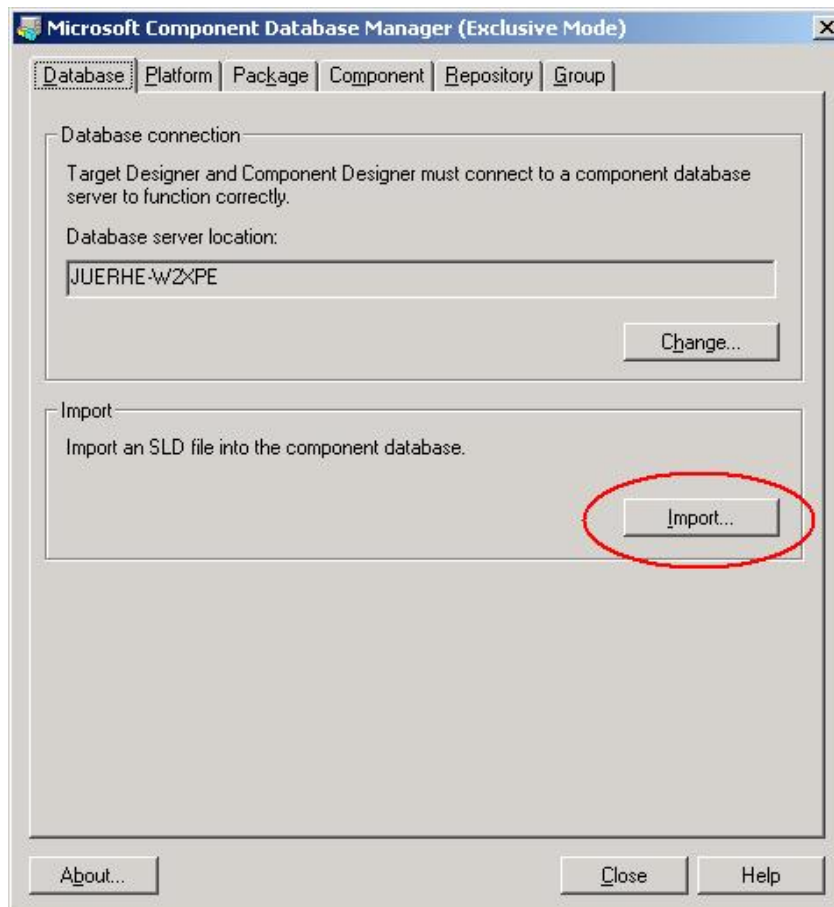 Microsoft Component Database Manager (Exclusive Mode)
Database Platform Package Component Repository Group
Database connection
Target Designer and Component Designer must connect to a component database
server to function correctly.
Database server location:
JUERHE-W2XPE
Change...
Import
Import an SLD file into the component database.
Import...
About... Close Help